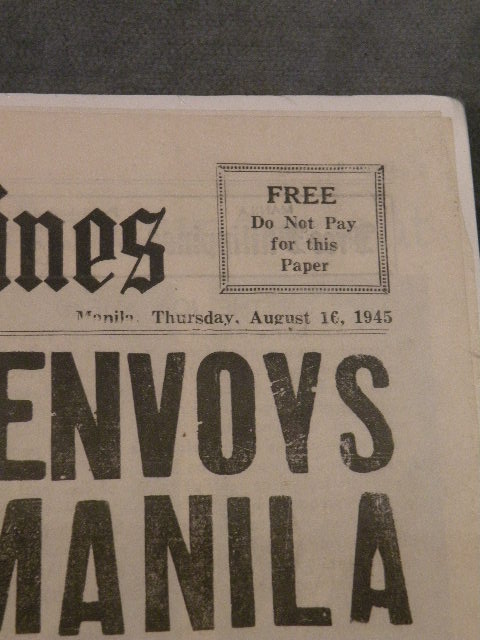 ines
FREE
Do Not Pay
for this
Paper
Manila, Thursday, August 16, 1945
ENVOYS
MANILA